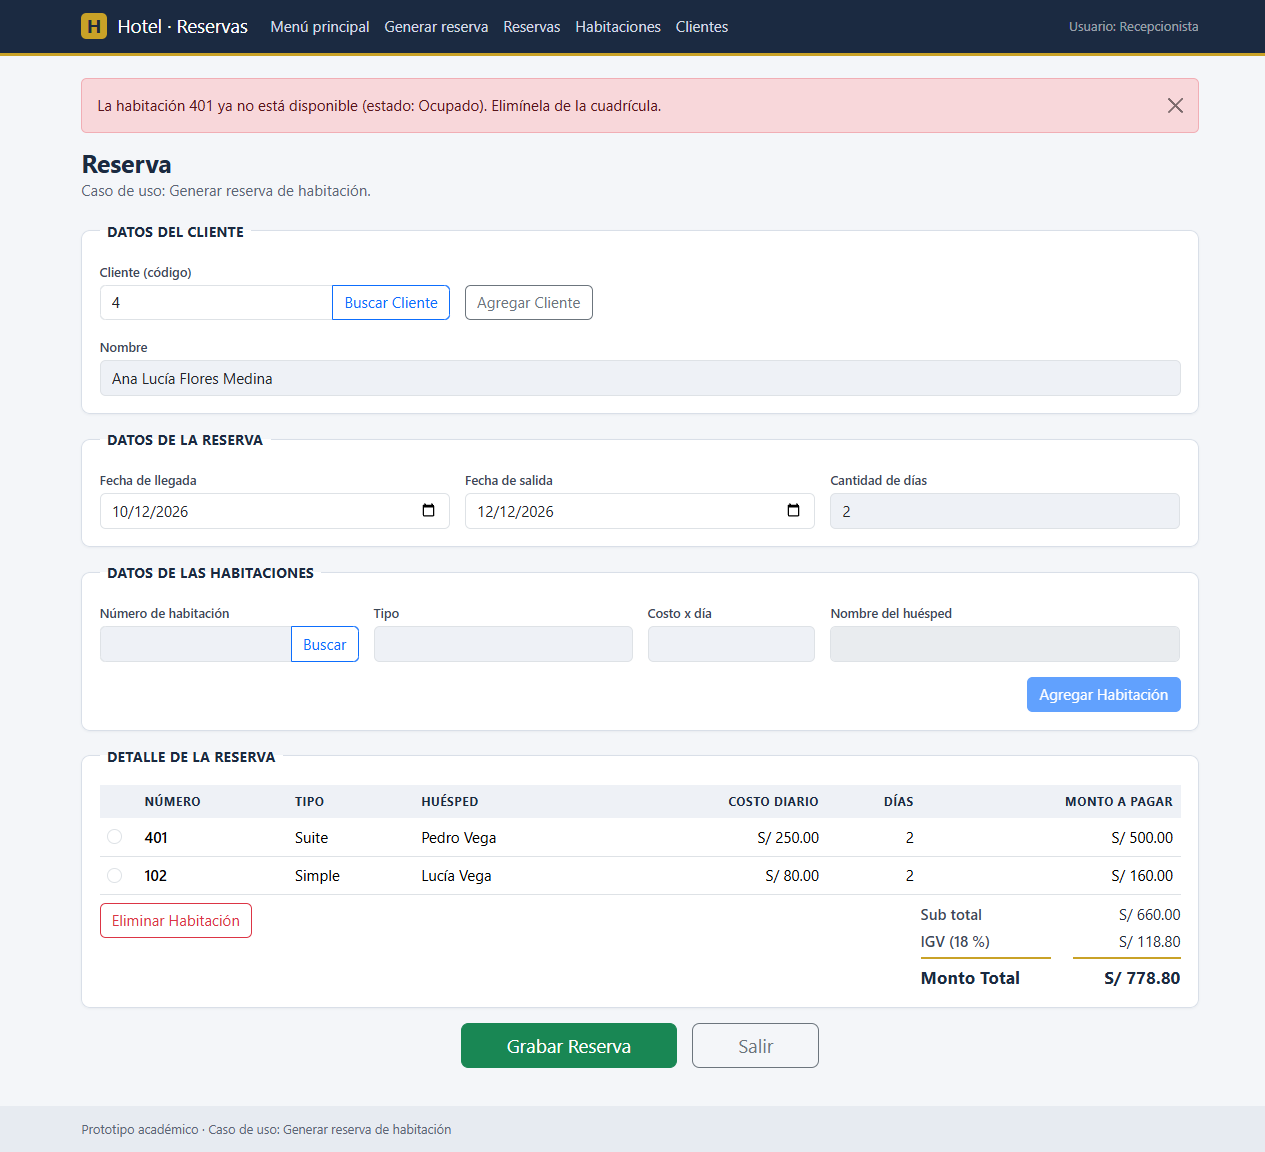 H Hotel · Reservas Menú principal Generar reserva Reservas Habitaciones Clientes Usuario: Recepcionista
La habitación 401 ya no está disponible (estado: Ocupado). Elimínela de la cuadrícula.
Reserva
Caso de uso: Generar reserva de habitación.
DATOS DEL CLIENTE
Cliente (código)
4 Buscar Cliente Agregar Cliente
Nombre
Ana Lucía Flores Medina
DATOS DE LA RESERVA
Fecha de llegada Fecha de salida Cantidad de días
10/12/2026 12/12/2026 2
DATOS DE LAS HABITACIONES
Número de habitación Tipo Costo x día Nombre del huésped
Buscar
Agregar Habitación
DETALLE DE LA RESERVA
NÚMERO TIPO HUÉSPED COSTO DIARIO DÍAS MONTO A PAGAR
401 Suite Pedro Vega S/ 250.00 2 S/ 500.00
102 Simple Lucía Vega S/ 80.00 2 S/ 160.00
Eliminar Habitación
Sub total S/ 660.00
IGV (18 %) S/ 118.80
Monto Total S/ 778.80
Grabar Reserva Salir
Prototipo académico · Caso de uso: Generar reserva de habitación